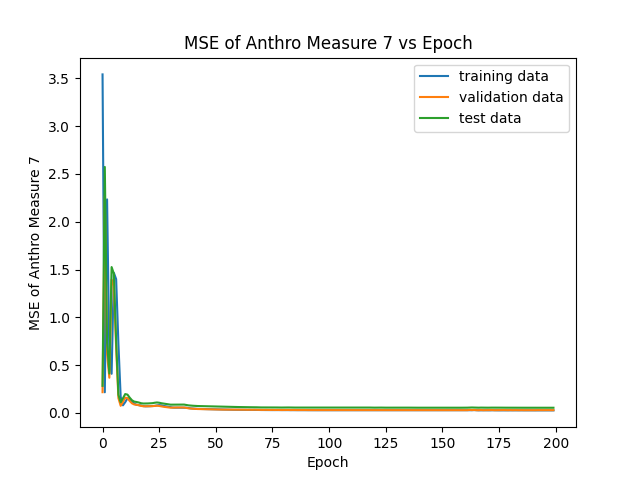 MSE of Anthro Measure 7 vs Epoch
training data
validation data
test data
MSE of Anthro Measure 7
3.5
3.0
2.5
2.0
1.5
1.0
0.5
0.0
0
25
50
75
100
125
150
175
200
Epoch